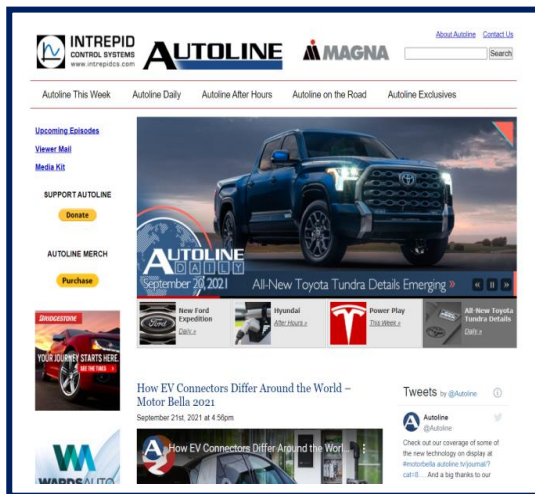 About Autoline Contact Us
INTREPID
CONTROL SYSTEMS
www.intrepidcs.com
AUTOLINE
MAGNA
Search
Autoline This Week Autoline Daily Autoline After Hours Autoline on the Road Autoline Exclusives
Upcoming Episodes
Viewer Mail
Media Kit
SUPPORT AUTOLINE
Donate
AUTOLINE MERCH
Purchase
BRIDGESTONE
YOUR JOURNEY STARTS HERE.
SEE THE TIRES
WARDSAUTO
AUTOLINE
DAILY
September 20, 2021
All-New Toyota Tundra Details Emerging »
Ford
New Ford
Expedition
Daily »
Hyundai
After Hours »
Power Play
This Week »
All-New Toyota
Tundra Details
Daily »
How EV Connectors Differ Around the World –
Motor Bella 2021
September 21st, 2021 at 4:56pm
How EV Connectors Differ Around the Worl...
Tweets by @Autoline
Autoline
@Autoline
Check out our coverage of some of
the new technology on display at
#motorbella autoline.tv/journal/?
cat=8... And a big thanks to our